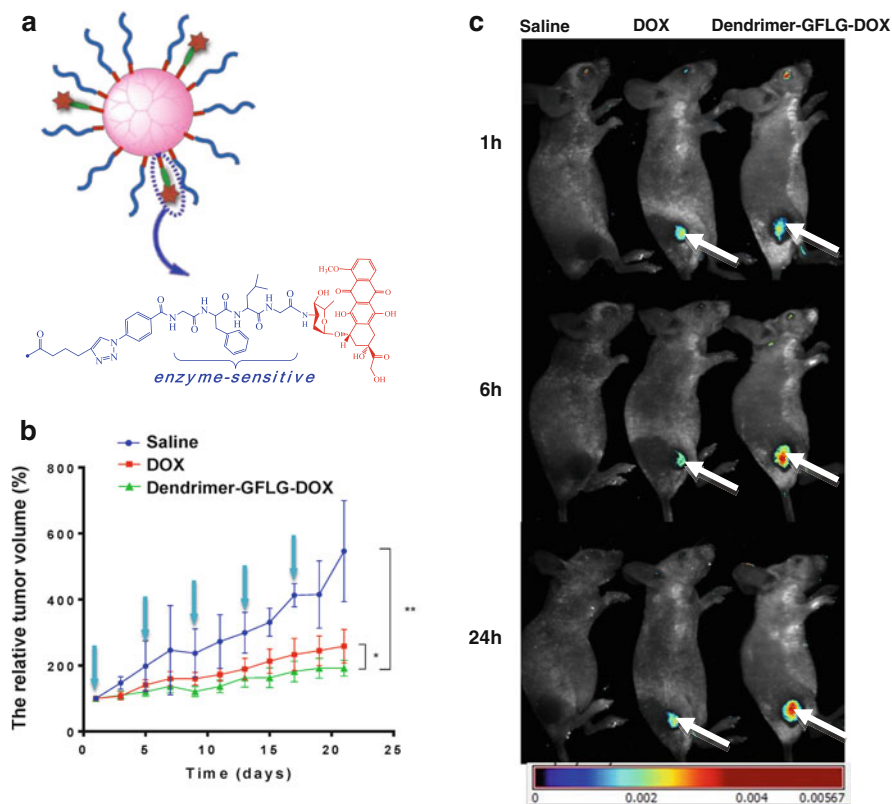 a
O
O
N
H
O
H
N
N
H
O
H
N
O
N
H
OH
O
N
N=N
H₃CO
O
OH
O
OH
O
H
OH
O
OH
enzyme-sensitive
b
Saline
DOX
Dendrimer-GFLG-DOX
The relative tumor volume (%)
800
600
400
200
0
0 5 10 15 20 25
Time (days)
**
*
c
Saline DOX Dendrimer-GFLG-DOX
1h
6h
24h
0 0.002 0.004 0.00567